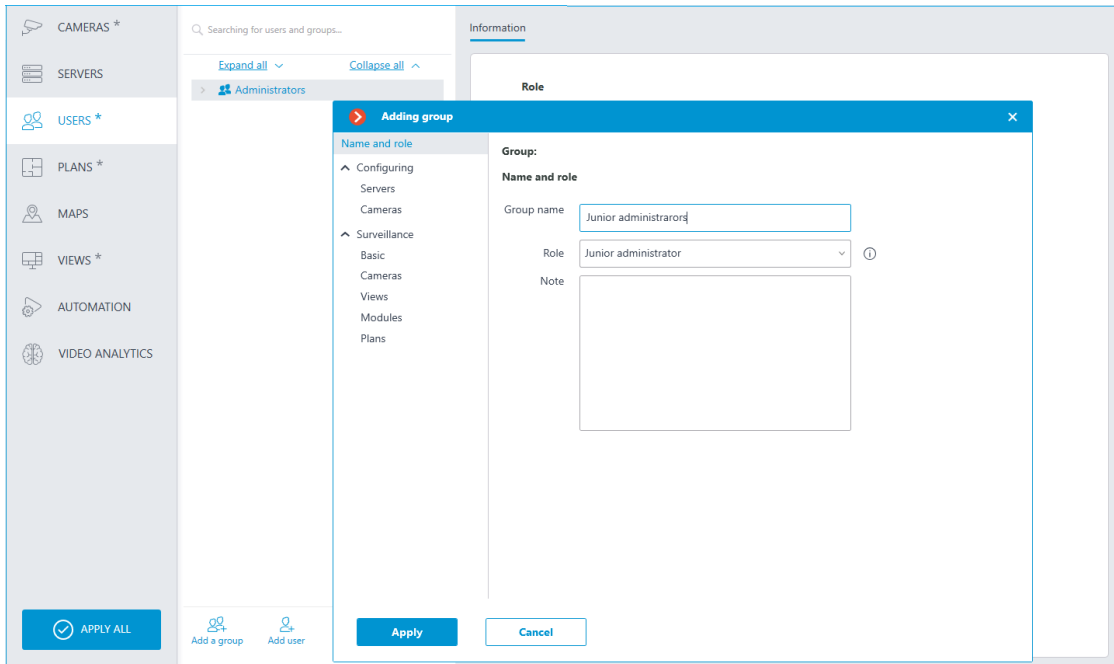 CAMERAS *
SERVERS
USERS *
PLANS *
MAPS
VIEWS *
AUTOMATION
VIDEO ANALYTICS
APPLY ALL
Searching for users and groups...
Expand all
Collapse all
Administrators
Add a group
Add user
Information
Role
Adding group
Name and role
Configuring
Servers
Cameras
Surveillance
Basic
Cameras
Views
Modules
Plans
Group:
Name and role
Group name
Junior administrarors
Role
Junior administrator
Note
Apply
Cancel